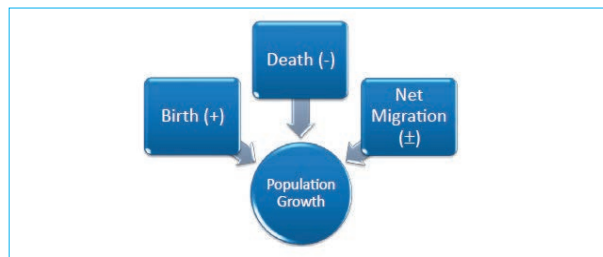 Death (-)
Birth (+)
Net
Migration
(±)
Population
Growth